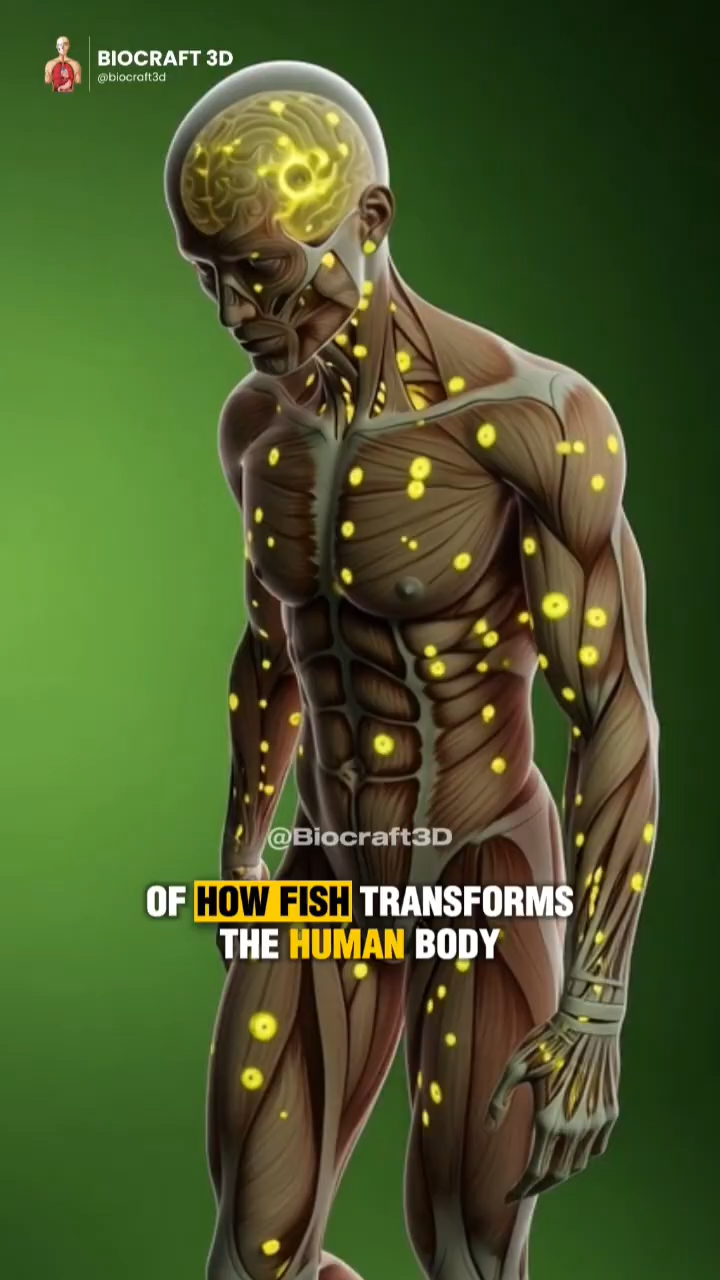 BIOCRAFT 3D
@biocraft3d
@Biocraft3D
OF HOW FISH TRANSFORMS
THE HUMAN BODY